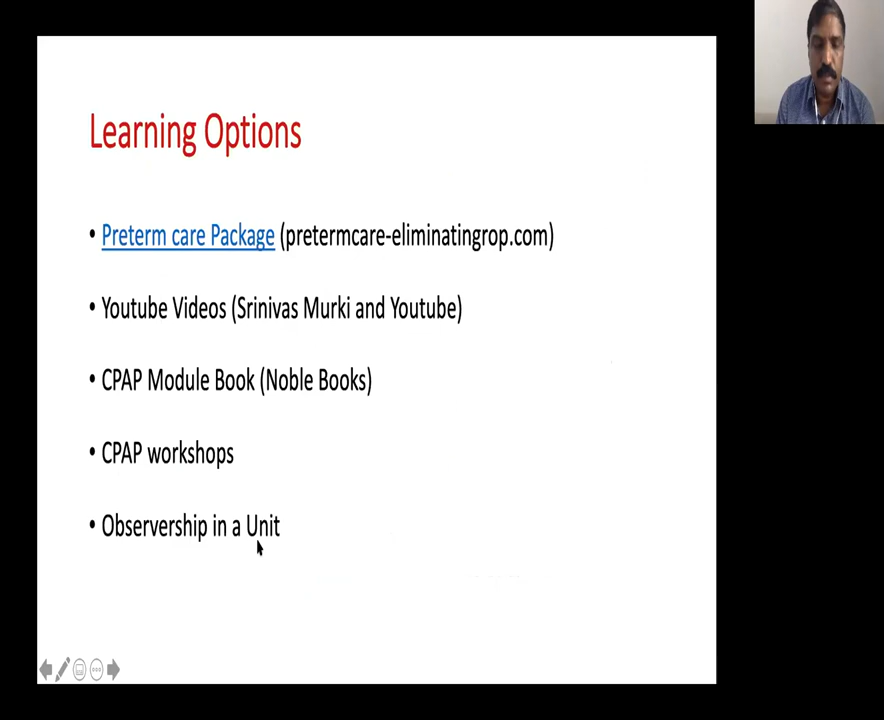 Learning Options
• Preterm care Package (pretermcare-eliminatingrop.com)
• Youtube Videos (Srinivas Murki and Youtube)
• CPAP Module Book (Noble Books)
• CPAP workshops
• Observership in a Unit